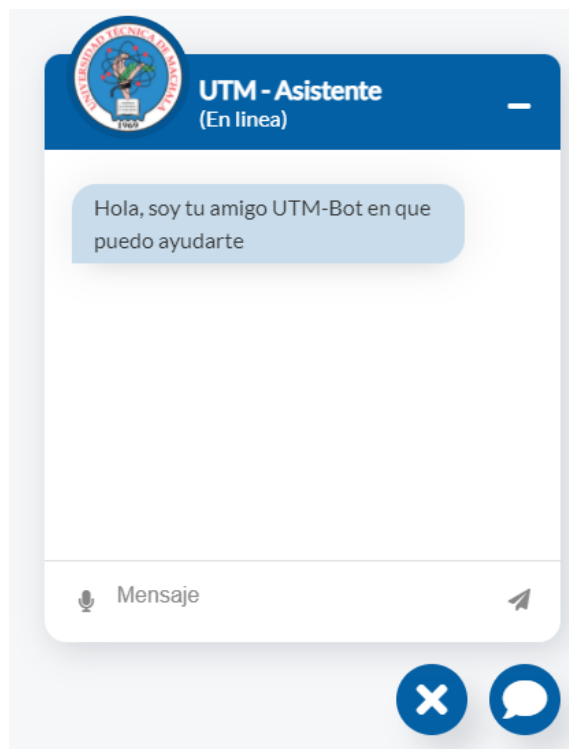 UNIVERSIDAD TÉCNICA DE MACHALA
1969
UTM - Asistente
(En linea)
Hola, soy tu amigo UTM-Bot en que
puedo ayudarte
Mensaje